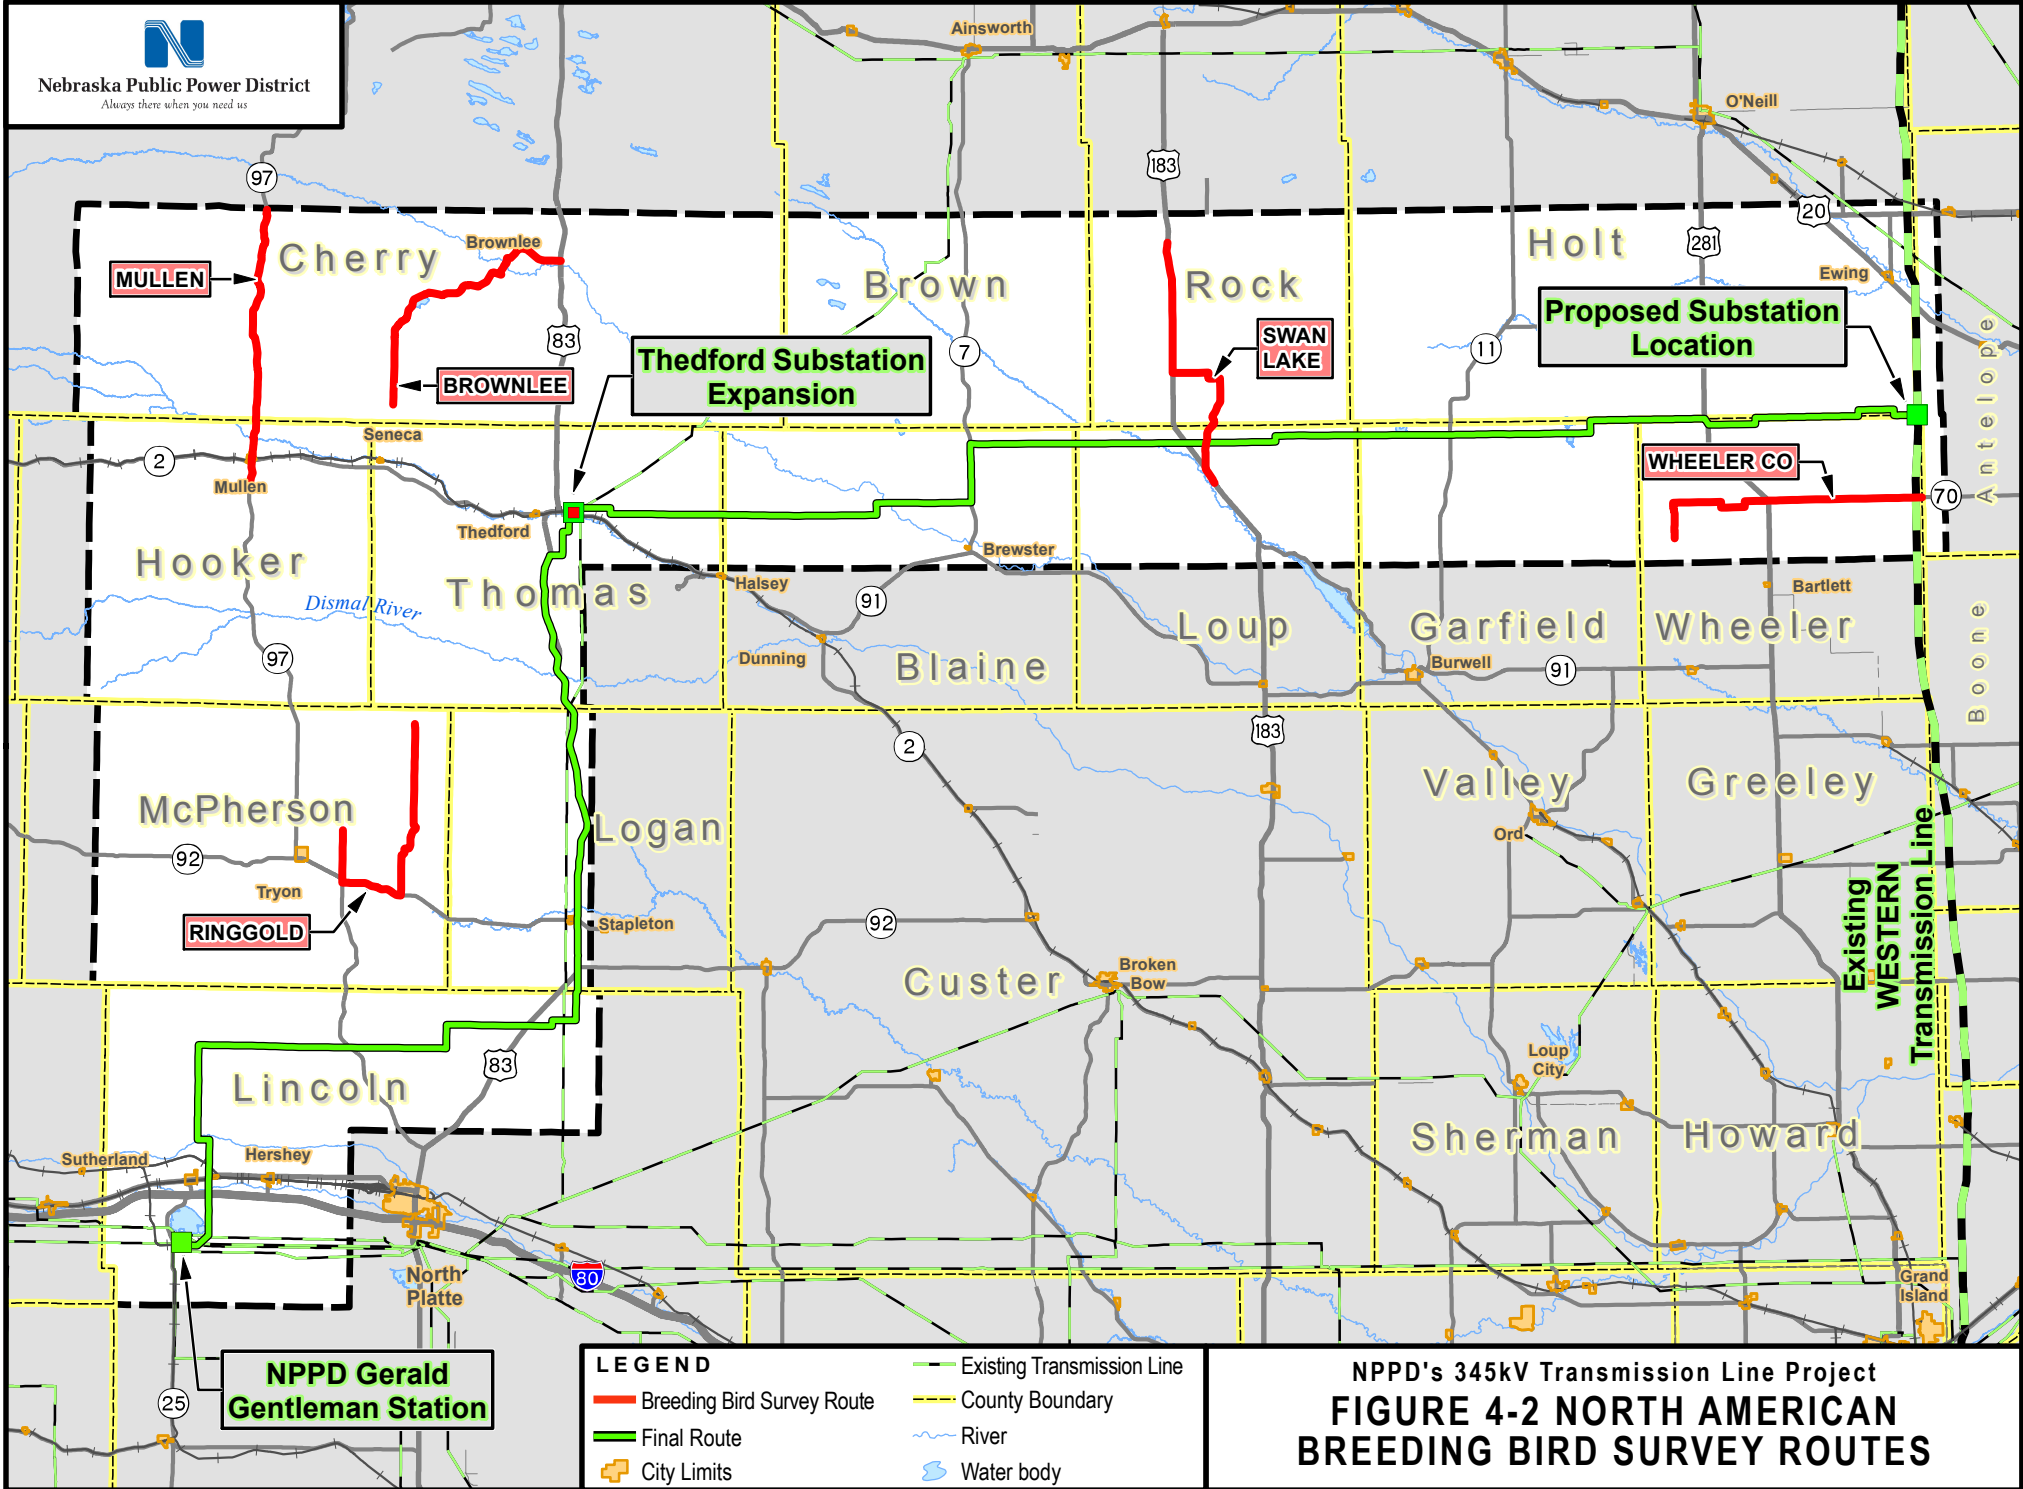 Nebraska Public Power District
Always there when you need us
Ainsworth
O'Neill
97
183
20
281
Cherry
Brownlee
MULLEN
Holt
Brown
Rock
Ewing
83
Proposed Substation
Location
Antelope
SWAN
LAKE
Thedford Substation
Expansion
7
11
BROWNLEE
Seneca
2
Mullen
WHEELER CO
70
Thedford
Brewster
Hooker
Thomas
Halsey
Bartlett
Dismal River
91
Loup
Garfield
Wheeler
Boone
97
Dunning
Blaine
Burwell
91
183
2
Valley
Greeley
McPherson
Logan
Ord
92
Tryon
RINGGOLD
Stapleton
92
Existing
WESTERN
Transmission Line
Custer
Broken
Bow
83
Loup
City
Lincoln
Sherman
Howard
Sutherland
Hershey
North
Platte
80
Grand
Island
NPPD Gerald
Gentleman Station
25
LEGEND
Breeding Bird Survey Route
Final Route
City Limits
Existing Transmission Line
County Boundary
River
Water body
NPPD's 345kV Transmission Line Project
FIGURE 4-2 NORTH AMERICAN
BREEDING BIRD SURVEY ROUTES